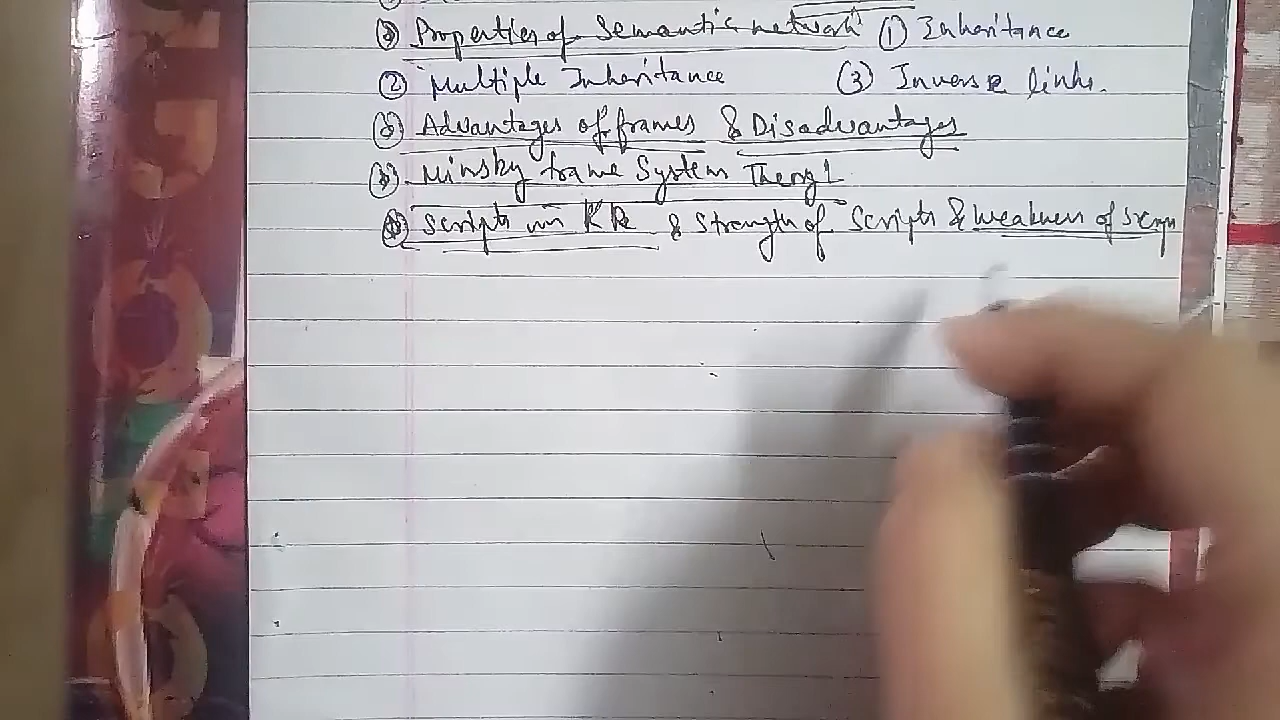 Properties of Semantic network ① Inheritance
② Multiple Inheritance ③ Inverse links.
Advantages of frames & Disadvantages
Minsky frame System Theory
Scripts in KR & Strength of Scripts & weakness of Scrip